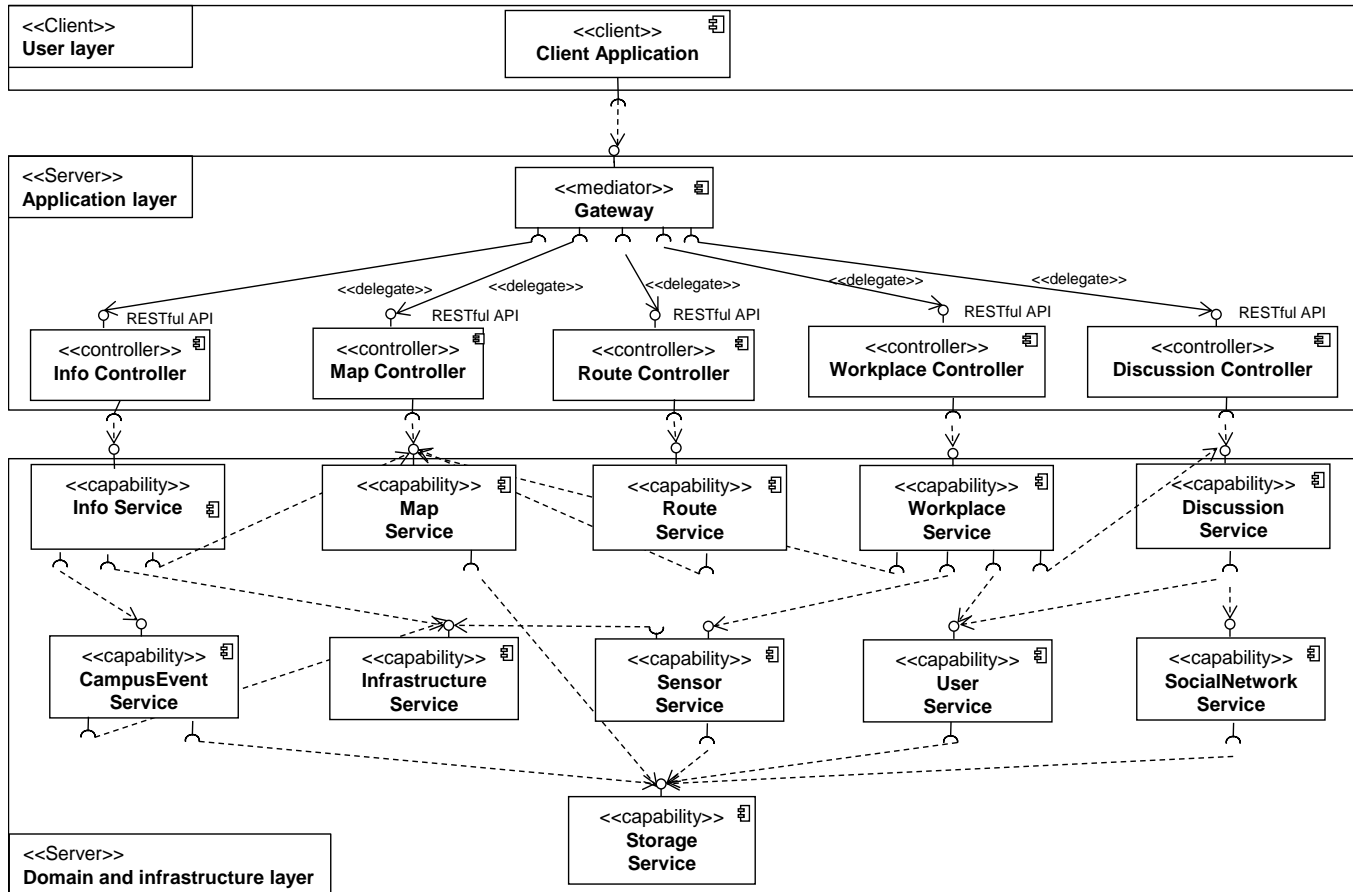 <<Client>>
User layer
<<client>>
Client Application
<<Server>>
Application layer
<<mediator>>
Gateway
<<delegate>>
<<delegate>>
<<delegate>>
<<delegate>>
<<delegate>>
RESTful API
RESTful API
RESTful API
RESTful API
RESTful API
<<controller>>
Info Controller
<<controller>>
Map Controller
<<controller>>
Route Controller
<<controller>>
Workplace Controller
<<controller>>
Discussion Controller
<<capability>>
Info Service
<<capability>>
Map
Service
<<capability>>
Route
Service
<<capability>>
Workplace
Service
<<capability>>
Discussion
Service
<<capability>>
CampusEvent
Service
<<capability>>
Infrastructure
Service
<<capability>>
Sensor
Service
<<capability>>
User
Service
<<capability>>
SocialNetwork
Service
<<capability>>
Storage
Service
<<Server>>
Domain and infrastructure layer